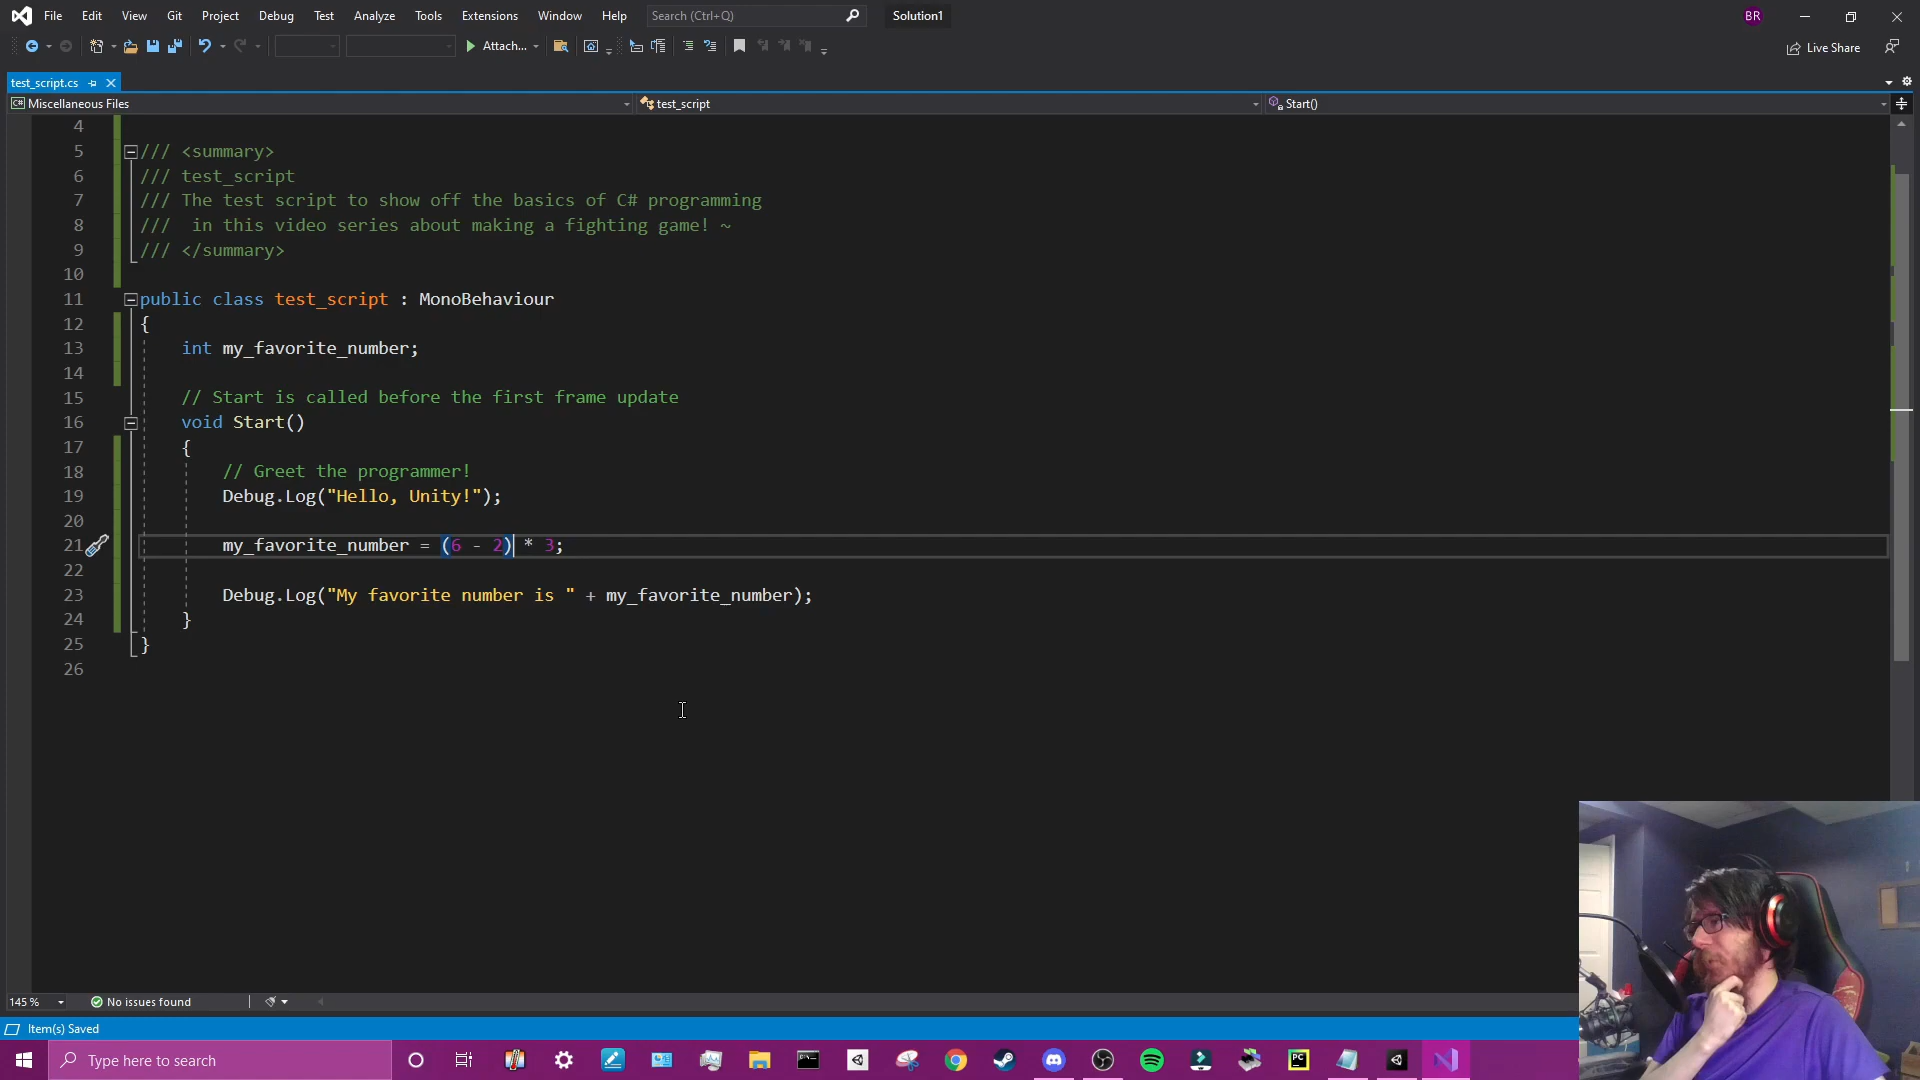 File Edit View Git Project Debug Test Analyze Tools Extensions Window Help Search (Ctrl+Q) Solution1 BR
Attach... Live Share
test_script.cs
C# Miscellaneous Files test_script Start()
4
5 /// <summary>
6 /// test_script
7 /// The test script to show off the basics of C# programming
8 ///  in this video series about making a fighting game! ~
9 /// </summary>
10
11 public class test_script : MonoBehaviour
12 {
13 int my_favorite_number;
14
15 // Start is called before the first frame update
16 void Start()
17 {
18 // Greet the programmer!
19 Debug.Log("Hello, Unity!");
20
21 my_favorite_number = (6 - 2) * 3;
22
23 Debug.Log("My favorite number is " + my_favorite_number);
24 }
25 }
26
145 % No issues found
Item(s) Saved
Type here to search PC